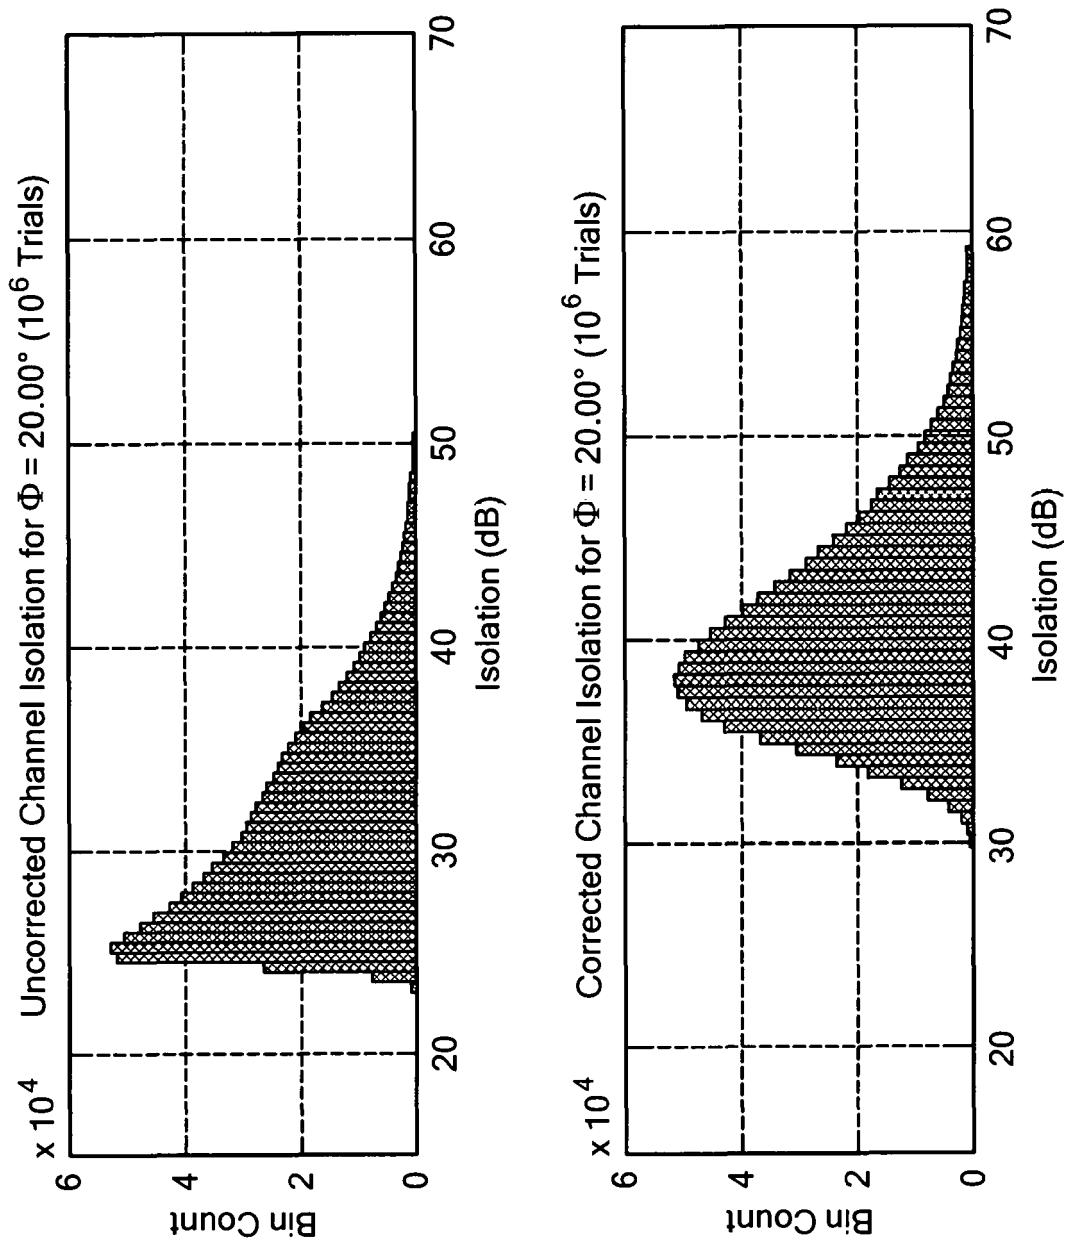 Uncorrected Channel Isolation for Φ = 20.00° (10⁶ Trials)
x 10⁴
6
4
2
0
Bin Count
20
30
40
50
60
70
Isolation (dB)
Corrected Channel Isolation for Φ = 20.00° (10⁶ Trials)
x 10⁴
6
4
2
0
Bin Count
20
30
40
50
60
70
Isolation (dB)